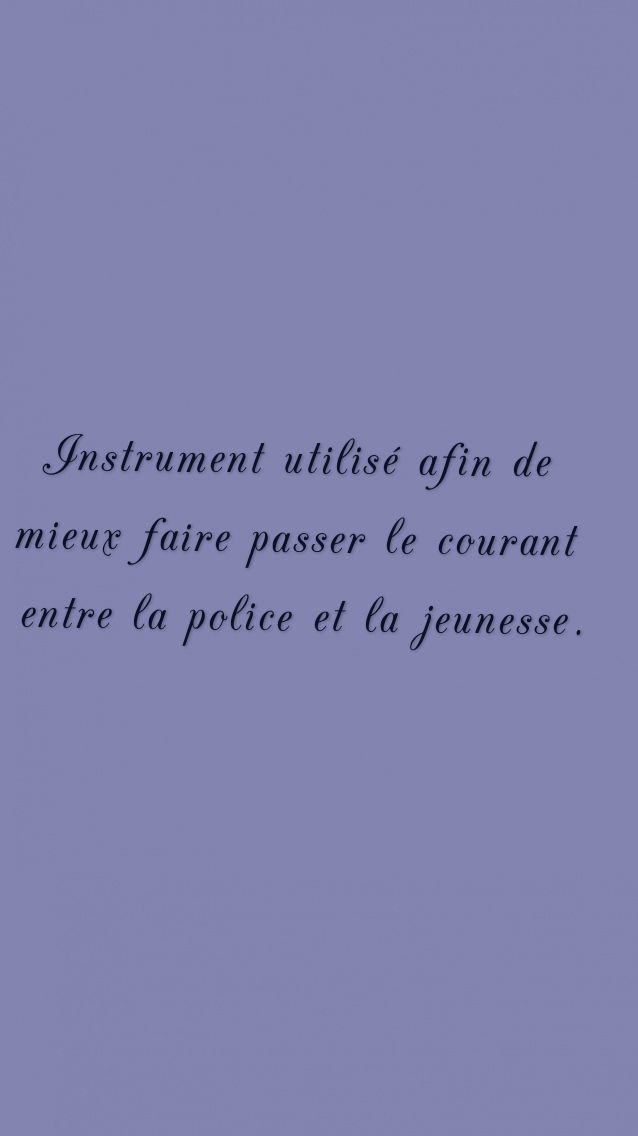 Instrument utilisé afin de
mieux faire passer le courant
entre la police et la jeunesse.